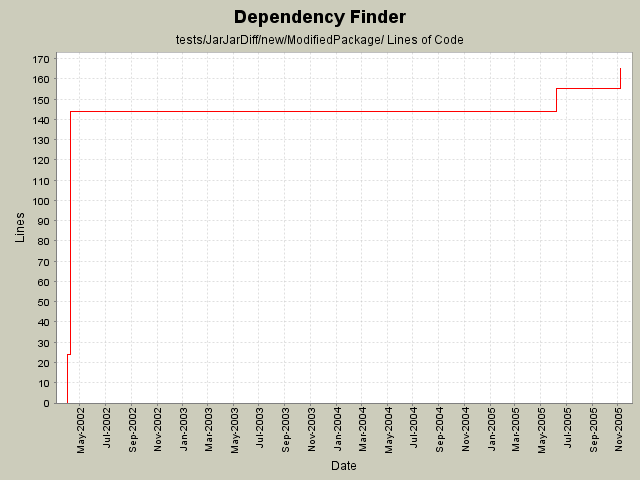 Dependency Finder
tests/JarJarDiff/new/ModifiedPackage/ Lines of Code
170
160
150
140
130
120
110
100
90
80
70
60
50
40
30
20
10
0
Lines
May-2002
Jul-2002
Sep-2002
Nov-2002
Jan-2003
Mar-2003
May-2003
Jul-2003
Sep-2003
Nov-2003
Jan-2004
Mar-2004
May-2004
Jul-2004
Sep-2004
Nov-2004
Jan-2005
Mar-2005
May-2005
Jul-2005
Sep-2005
Nov-2005
Date